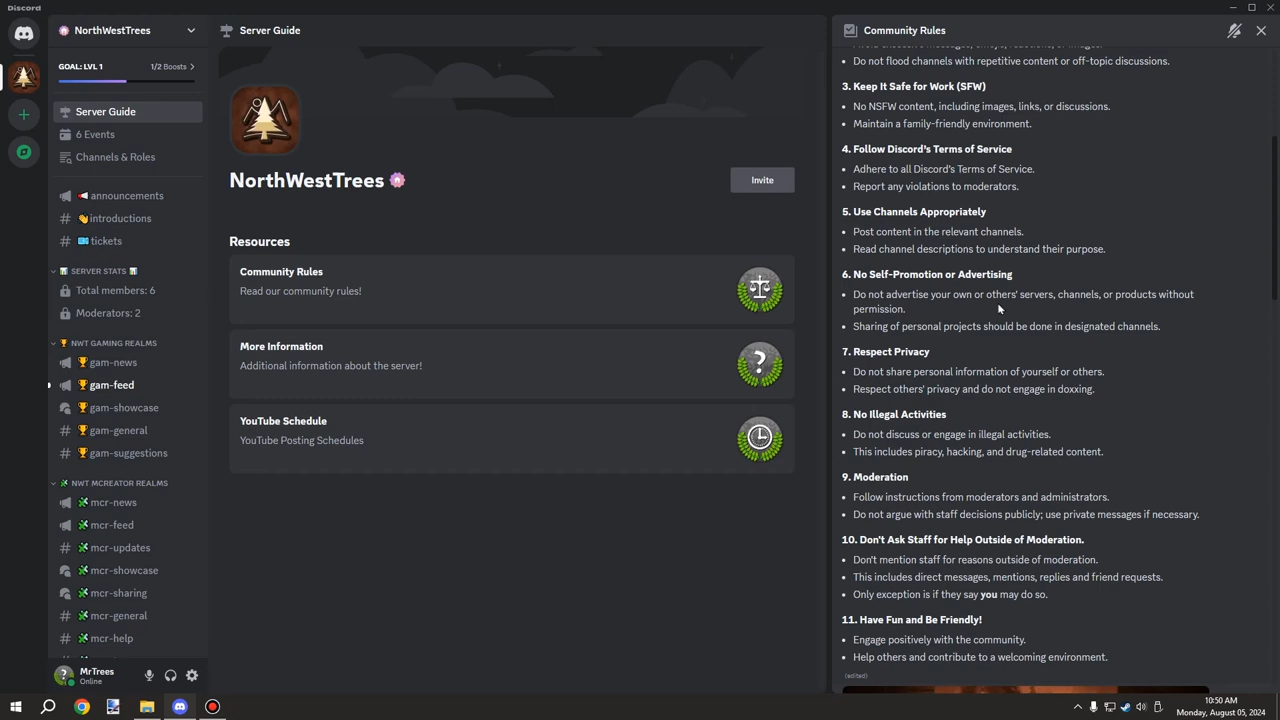 Discord
NorthWestTrees
GOAL: LVL 1
1/2 Boosts
Server Guide
6 Events
Channels & Roles
announcements
introductions
tickets
SERVER STATS
Total members: 6
Moderators: 2
NWT GAMING REALMS
gam-news
gam-feed
gam-showcase
gam-general
gam-suggestions
NWT MCREATOR REALMS
mcr-news
mcr-feed
mcr-updates
mcr-showcase
mcr-sharing
mcr-general
mcr-help
MrTrees
Online
Server Guide
NorthWestTrees
Invite
Resources
Community Rules
Read our community rules!
More Information
Additional information about the server!
YouTube Schedule
YouTube Posting Schedules
Community Rules
• Do not flood channels with repetitive content or off-topic discussions.
3. Keep It Safe for Work (SFW)
• No NSFW content, including images, links, or discussions.
• Maintain a family-friendly environment.
4. Follow Discord's Terms of Service
• Adhere to all Discord's Terms of Service.
• Report any violations to moderators.
5. Use Channels Appropriately
• Post content in the relevant channels.
• Read channel descriptions to understand their purpose.
6. No Self-Promotion or Advertising
• Do not advertise your own or others' servers, channels, or products without
permission.
• Sharing of personal projects should be done in designated channels.
7. Respect Privacy
• Do not share personal information of yourself or others.
• Respect others' privacy and do not engage in doxxing.
8. No Illegal Activities
• Do not discuss or engage in illegal activities.
• This includes piracy, hacking, and drug-related content.
9. Moderation
• Follow instructions from moderators and administrators.
• Do not argue with staff decisions publicly; use private messages if necessary.
10. Don't Ask Staff for Help Outside of Moderation.
• Don't mention staff for reasons outside of moderation.
• This includes direct messages, mentions, replies and friend requests.
• Only exception is if they say you may do so.
11. Have Fun and Be Friendly!
• Engage positively with the community.
• Help others and contribute to a welcoming environment.
(edited)
10:50 AM
Monday, August 05, 2024